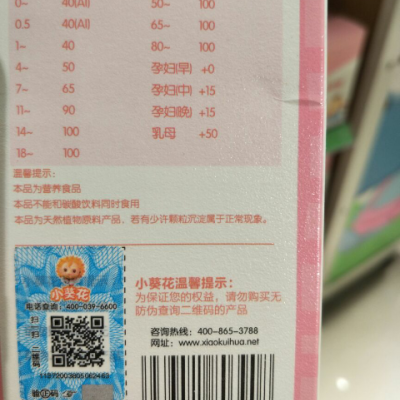 0~ 40(AI) 50~ 100
0.5 40(AI) 65~ 100
1~ 40 80~ 100
4~ 50 孕妇(早) +0
7~ 65 孕妇(中) +15
11~ 90 孕妇(晚) +15
14~ 100 乳母 +50
18~ 100
温馨提示:
本品为营养食品
本品不能和碳酸饮料同时食用
本品为天然植物原料产品, 若有少许颗粒沉淀属于正常现象。
小葵花
电话查询:400-039-6600
扫一扫
二维码
小葵花温馨提示:
为保证您的权益, 请勿购买无
防伪查询二维码的产品
咨询热线: 400-865-3788
网址: www.xiaokuihua.net